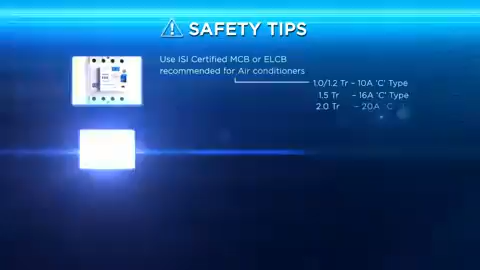 SAFETY TIPS
Use ISI Certified MCB or ELCB
recommended for Air conditioners
1.0/1.2 Tr – 10A 'C' Type
1.5 Tr – 16A 'C' Type
2.0 Tr – 20A C